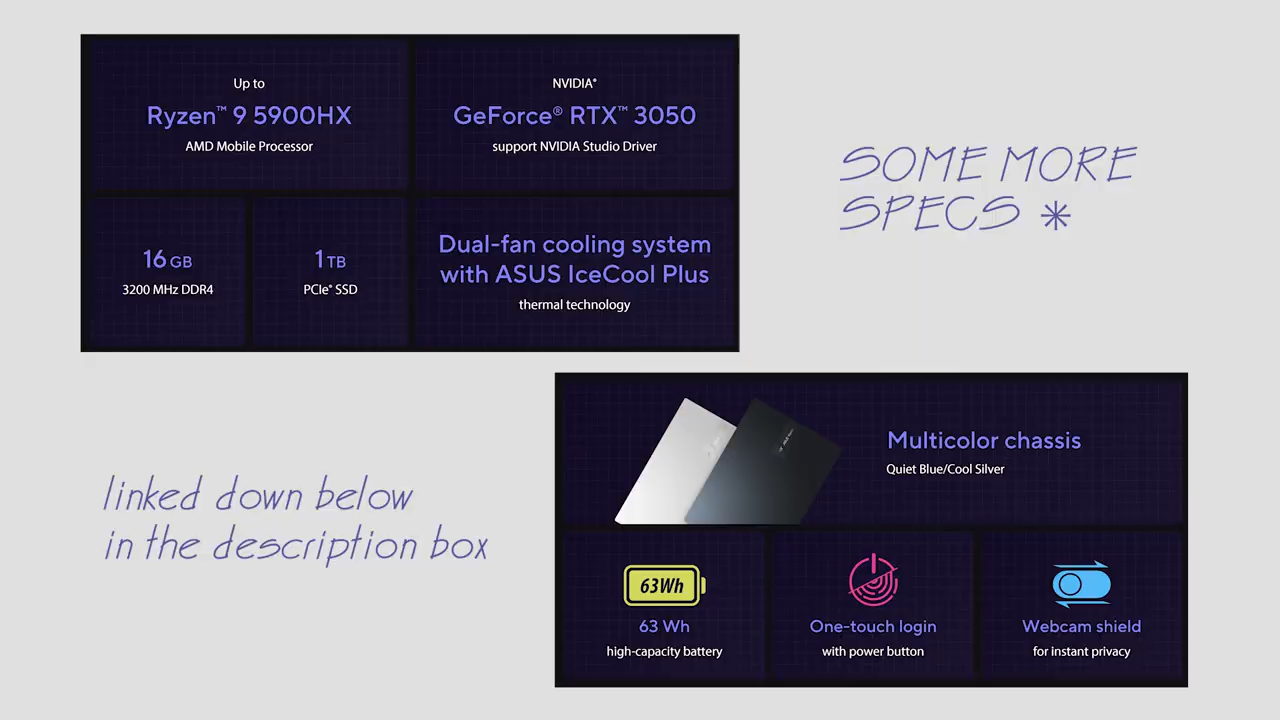 Up to
Ryzen™ 9 5900HX
AMD Mobile Processor
NVIDIA®
GeForce® RTX™ 3050
support NVIDIA Studio Driver
16 GB
3200 MHz DDR4
1 TB
PCIe® SSD
Dual-fan cooling system
with ASUS IceCool Plus
thermal technology
SOME MORE
SPECS *
linked down below
in the description box
Multicolor chassis
Quiet Blue/Cool Silver
63Wh
63 Wh
high-capacity battery
One-touch login
with power button
Webcam shield
for instant privacy